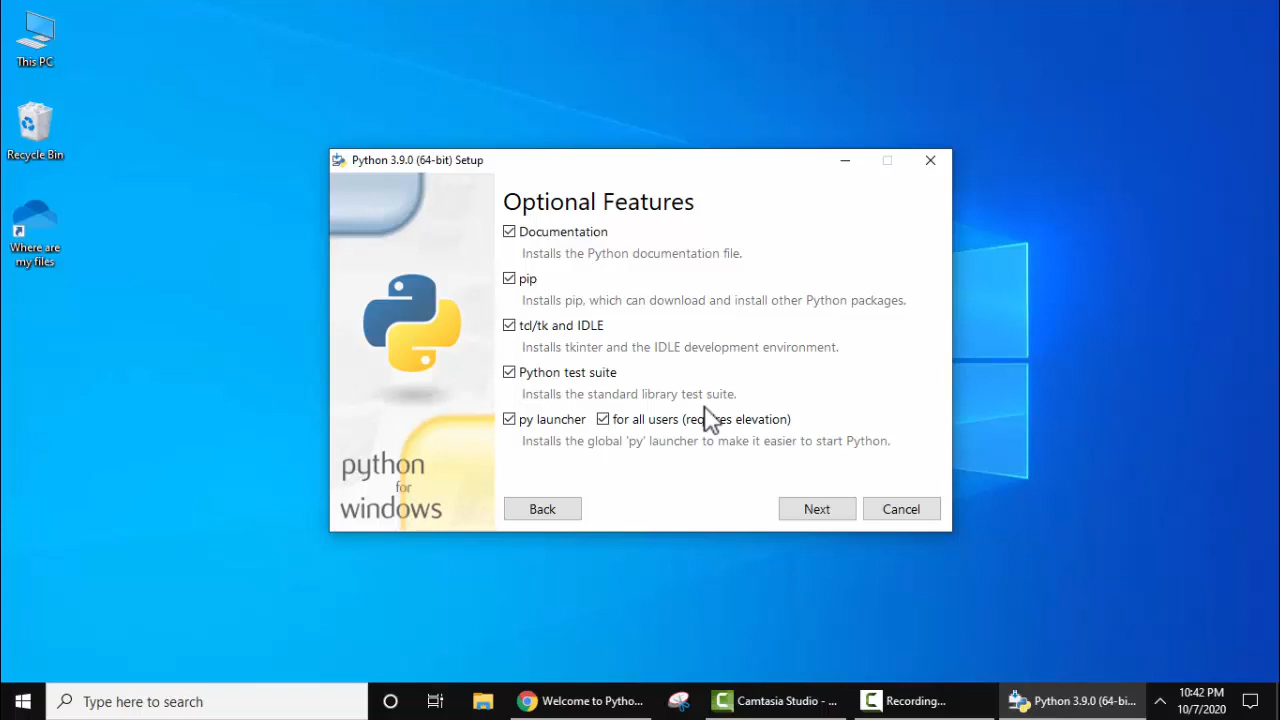 This PC
Recycle Bin
Where are
my files
Python 3.9.0 (64-bit) Setup
Optional Features
Documentation
Installs the Python documentation file.
pip
Installs pip, which can download and install other Python packages.
tcl/tk and IDLE
Installs tkinter and the IDLE development environment.
Python test suite
Installs the standard library test suite.
py launcher for all users (requires elevation)
Installs the global 'py' launcher to make it easier to start Python.
python
for
windows
Back
Next
Cancel
Type here to search
Welcome to Pytho...
Camtasia Studio - ...
Recording...
Python 3.9.0 (64-bi...
10:42 PM
10/7/2020